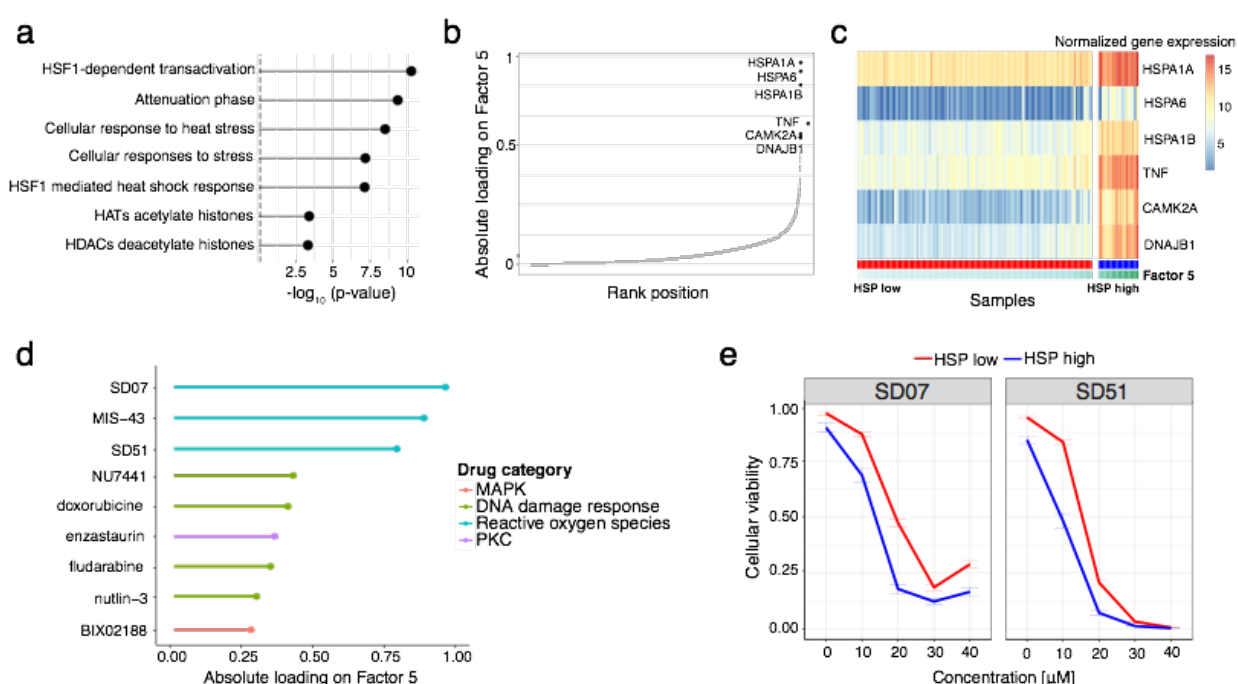 a
HSF1-dependent transactivation
Attenuation phase
Cellular response to heat stress
Cellular responses to stress
HSF1 mediated heat shock response
HATs acetylate histones
HDACs deacetylate histones
2.5 5 7.5 10
-log10 (p-value)
b
Absolute loading on Factor 5
1
0.5
0
HSPA1A
HSPA6
HSPA1B
TNF
CAMK2A
DNAJB1
Rank position
c
Normalized gene expression
HSPA1A
HSPA6
HSPA1B
TNF
CAMK2A
DNAJB1
15
10
5
Factor 5
HSP low HSP high
Samples
d
SD07
MIS-43
SD51
NU7441
doxorubicine
enzastaurin
fludarabine
nutlin-3
BIX02188
0.00 0.25 0.50 0.75 1.00
Absolute loading on Factor 5
Drug category
MAPK
DNA damage response
Reactive oxygen species
PKC
e
HSP low HSP high
SD07 SD51
Cellular viability
1.00
0.75
0.50
0.25
0.00
0 10 20 30 40 0 10 20 30 40
Concentration [µM]